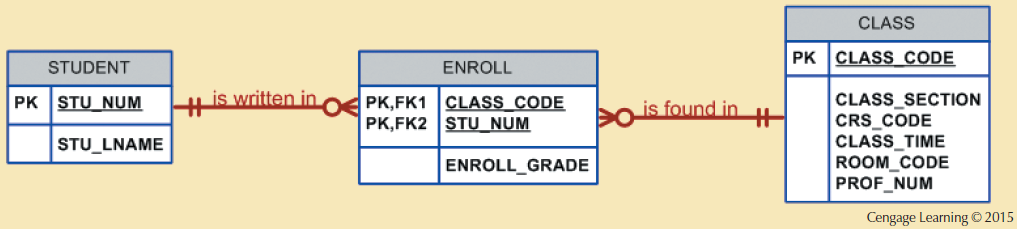 STUDENT
PK STU_NUM
STU_LNAME
is written in
ENROLL
PK,FK1 CLASS_CODE
PK,FK2 STU_NUM
ENROLL_GRADE
is found in
CLASS
PK CLASS_CODE
CLASS_SECTION
CRS_CODE
CLASS_TIME
ROOM_CODE
PROF_NUM
Cengage Learning © 2015